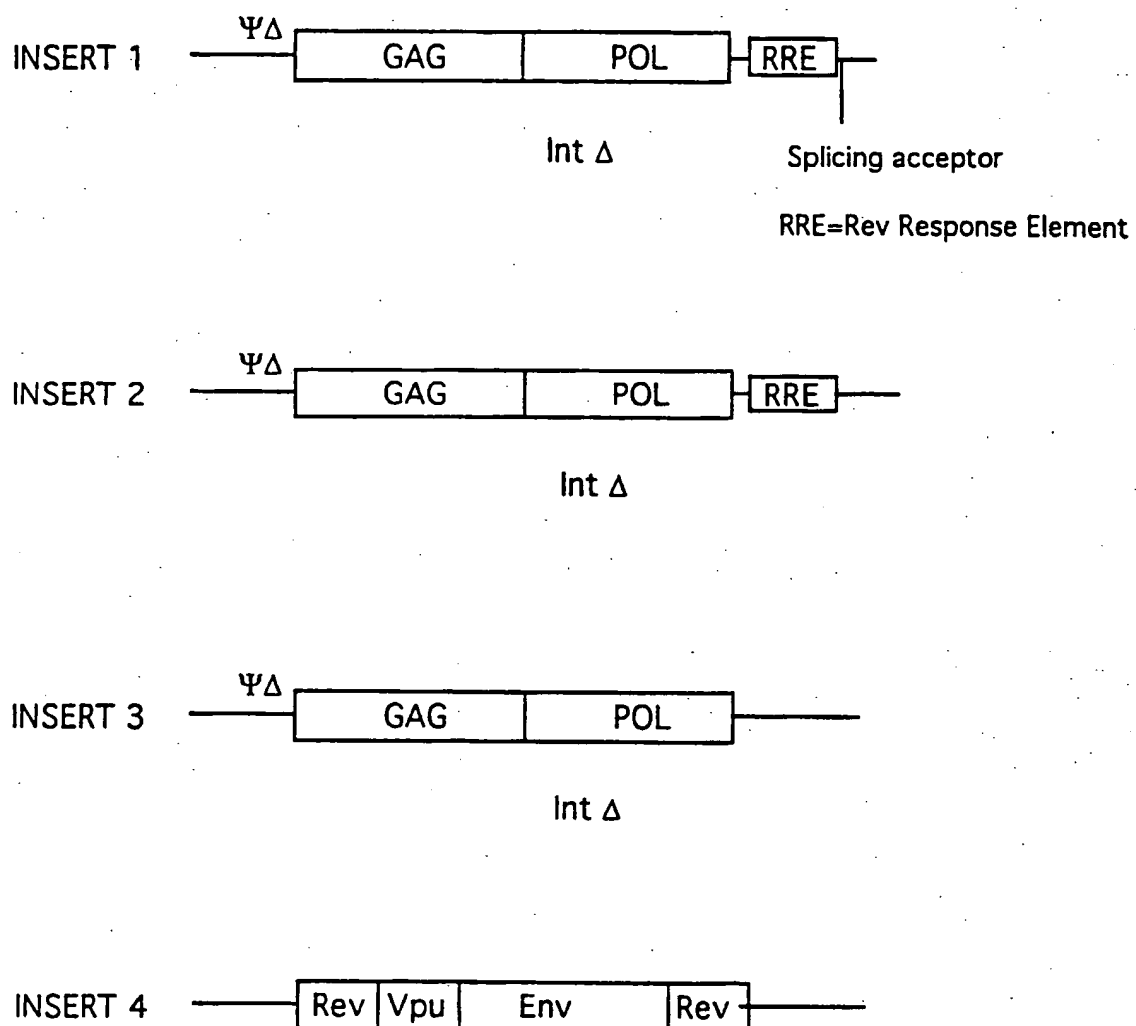 ΨΔ
INSERT 1 GAG POL RRE
Int Δ
Splicing acceptor
RRE=Rev Response Element
ΨΔ
INSERT 2 GAG POL RRE
Int Δ
ΨΔ
INSERT 3 GAG POL
Int Δ
INSERT 4 Rev Vpu Env Rev